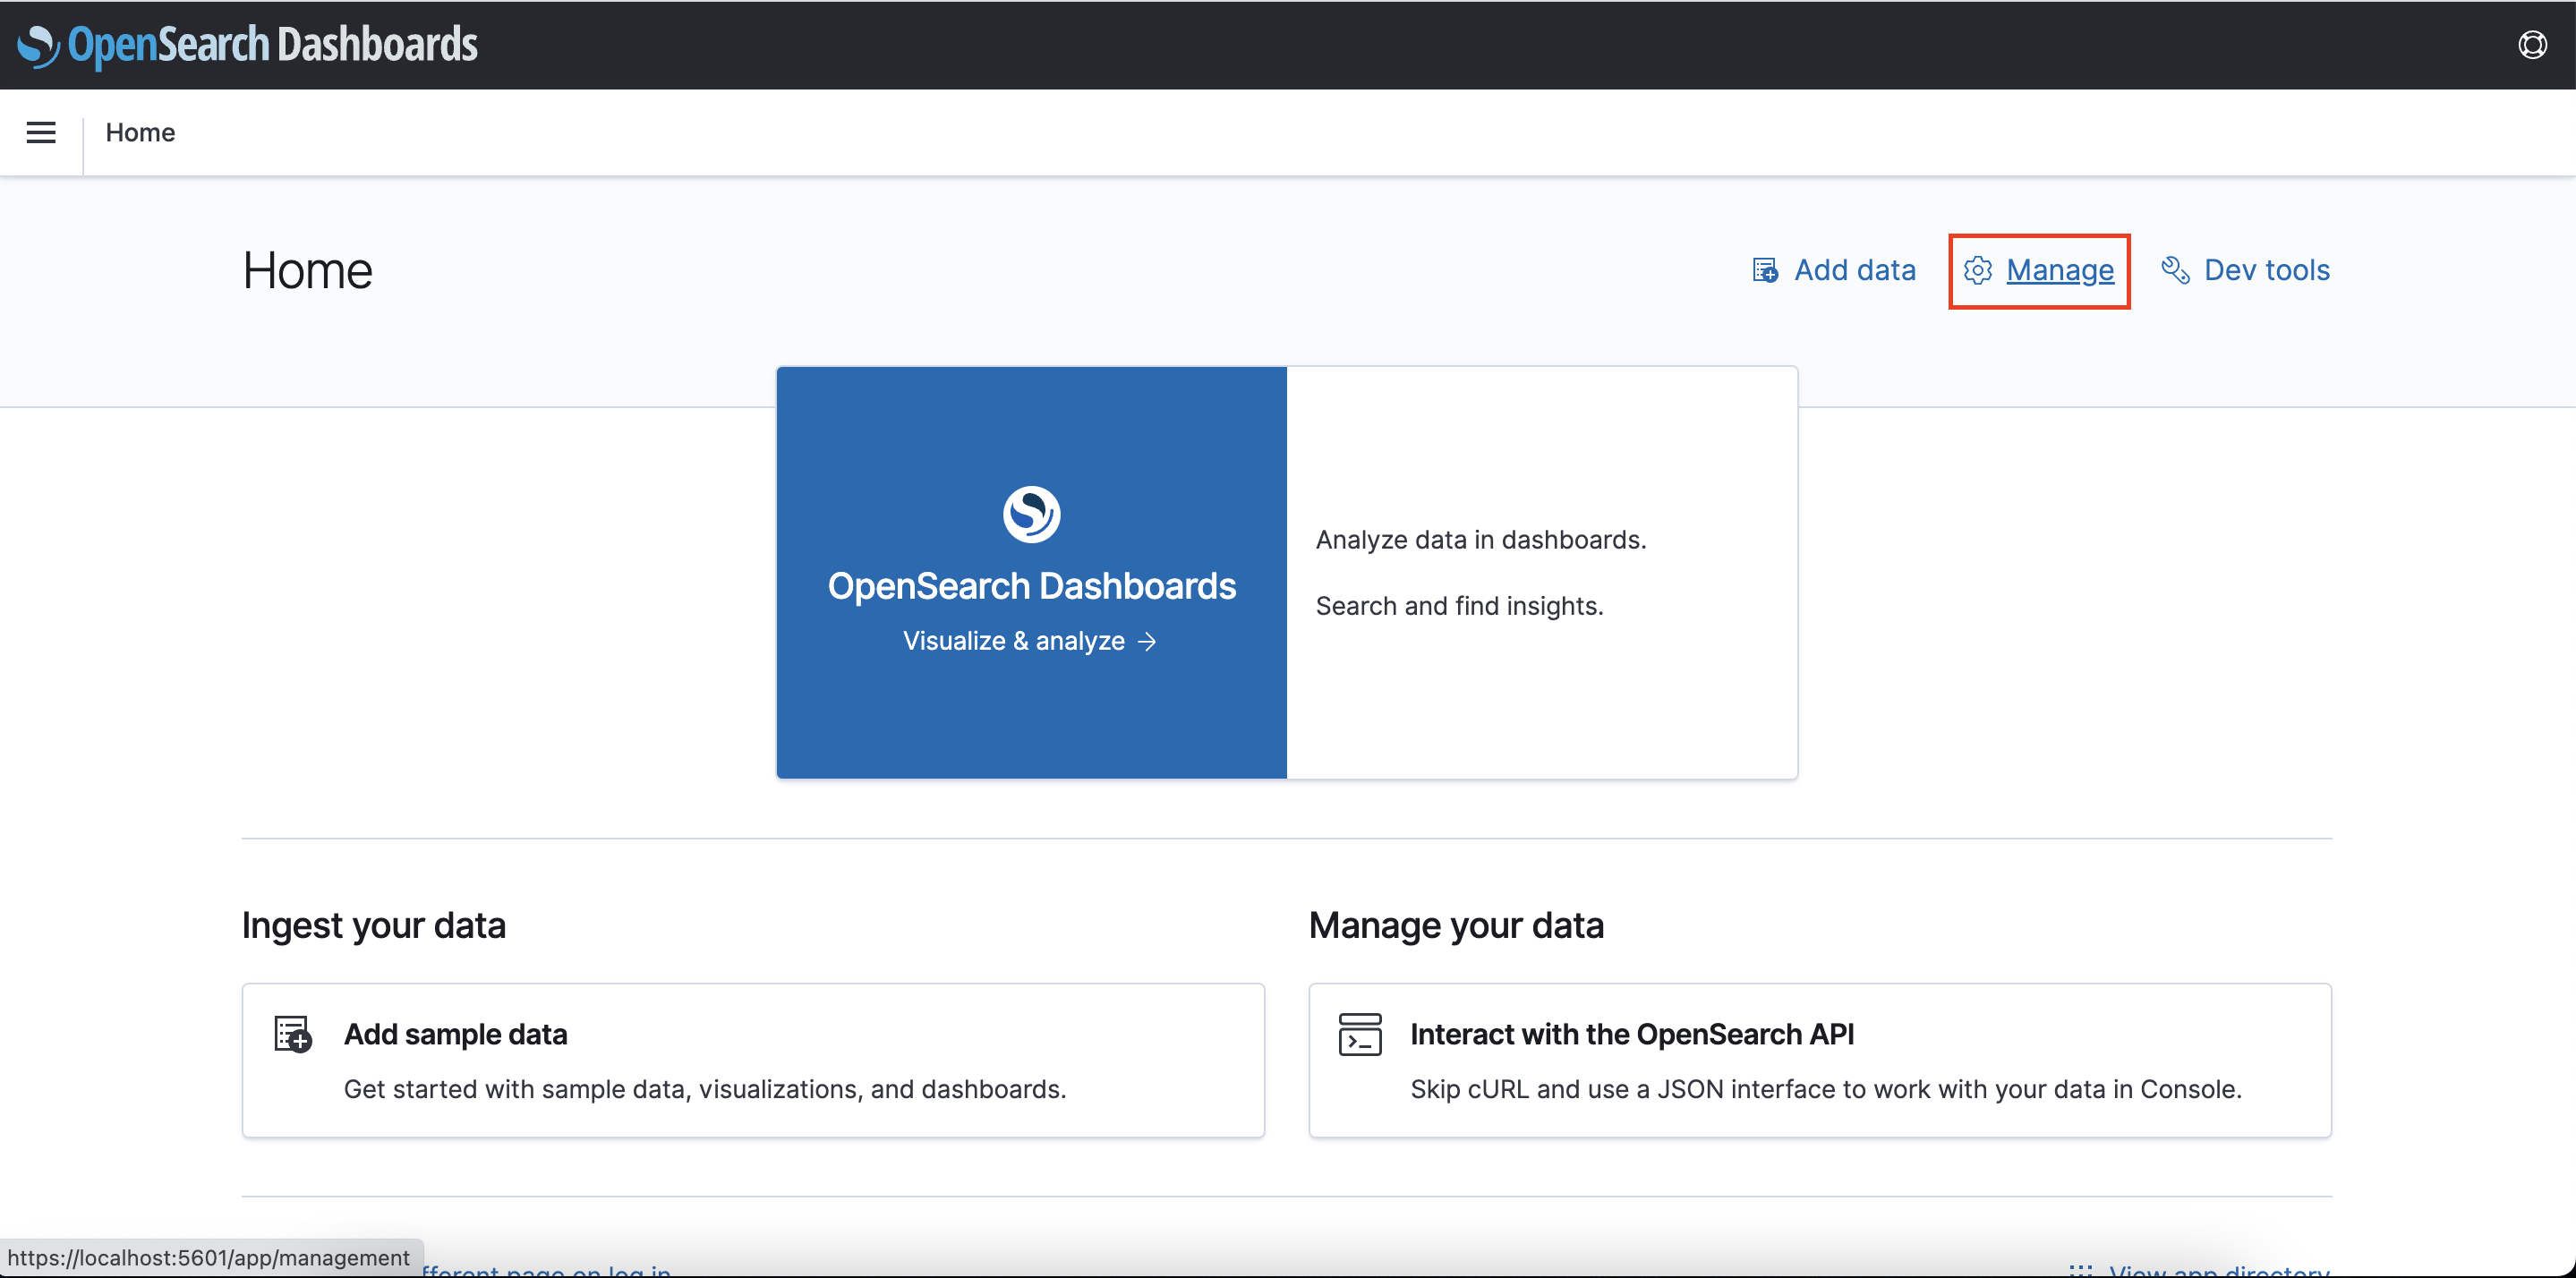 OpenSearch Dashboards
Home
Home
Add data
Manage
Dev tools
OpenSearch Dashboards
Visualize & analyze →
Analyze data in dashboards.
Search and find insights.
Ingest your data
Manage your data
Add sample data
Get started with sample data, visualizations, and dashboards.
Interact with the OpenSearch API
Skip cURL and use a JSON interface to work with your data in Console.
https://localhost:5601/app/management
page on log in
View app directory